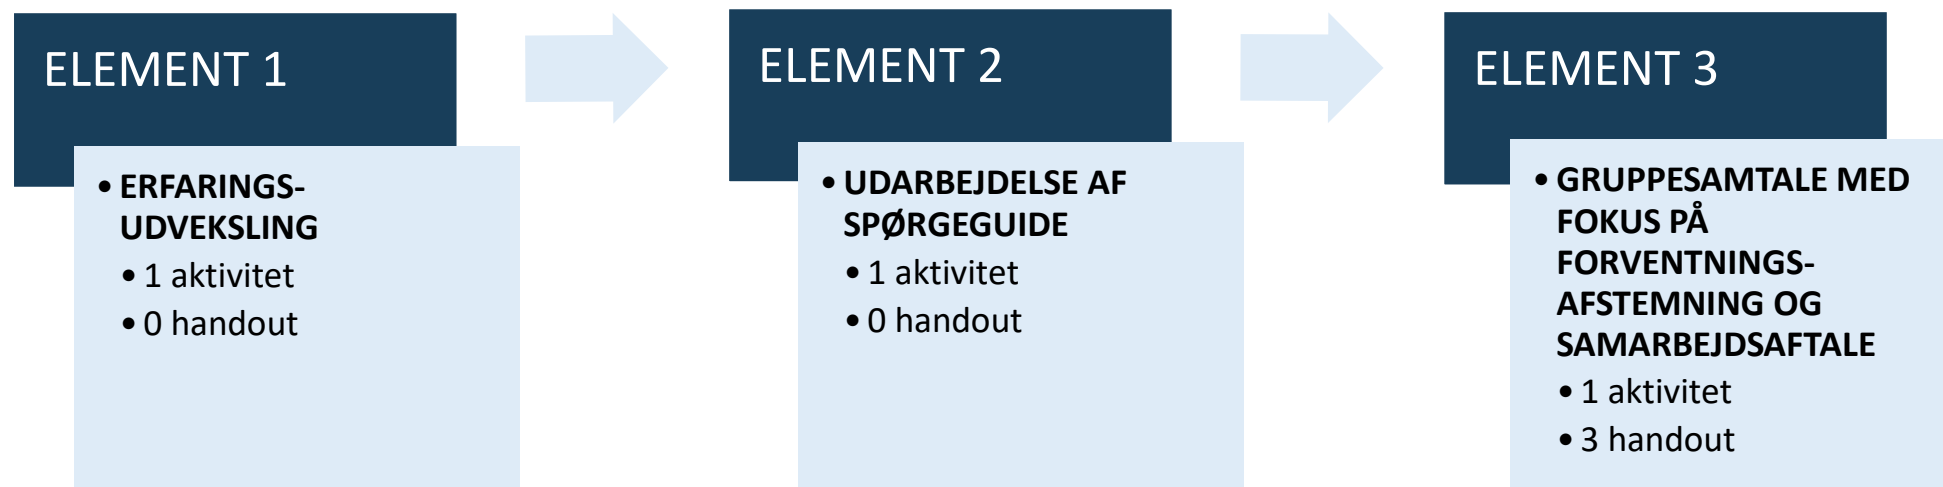 ELEMENT 1
• ERFARINGS-
UDVEKSLING
• 1 aktivitet
• 0 handout
ELEMENT 2
• UDARBEJDELSE AF
SPØRGEGUIDE
• 1 aktivitet
• 0 handout
ELEMENT 3
• GRUPPESAMTALE MED
FOKUS PÅ
FORVENTNINGS-
AFSTEMNING OG
SAMARBEJDSAFTALE
• 1 aktivitet
• 3 handout